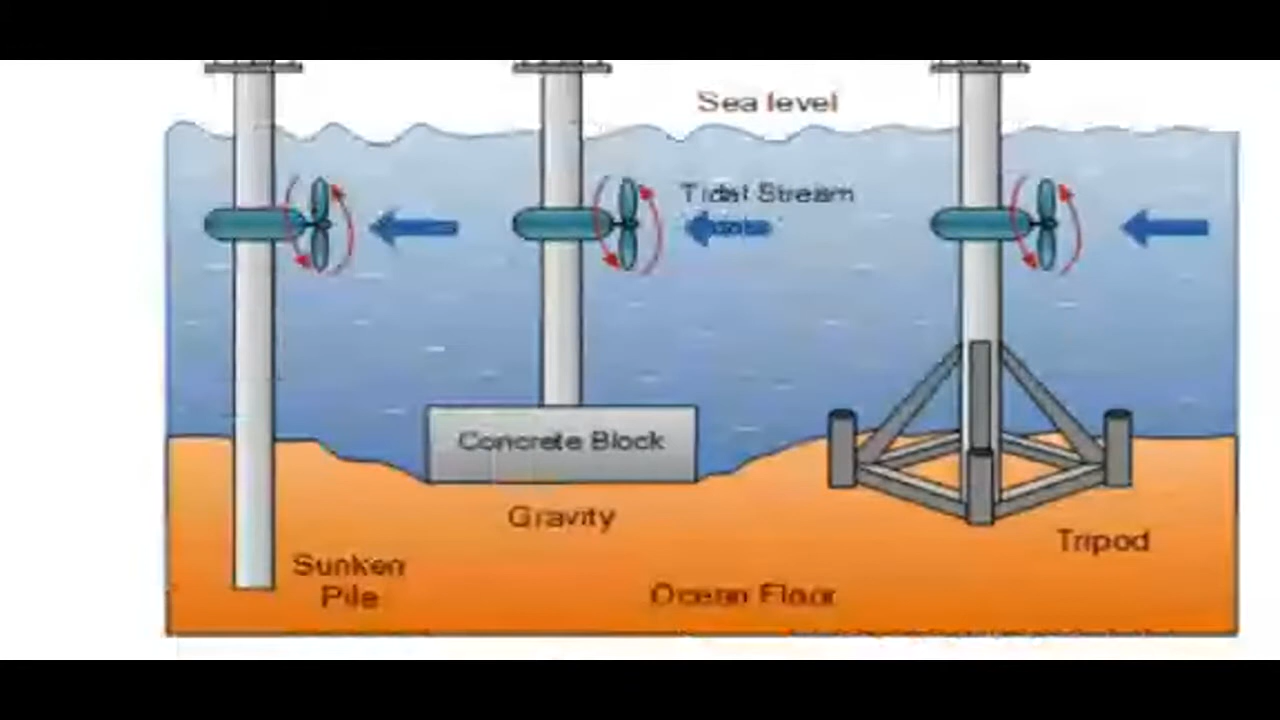 Sea level
Tidal Stream
Concrete Block
Gravity
Tripod
Sunken
Pile
Ocean Floor